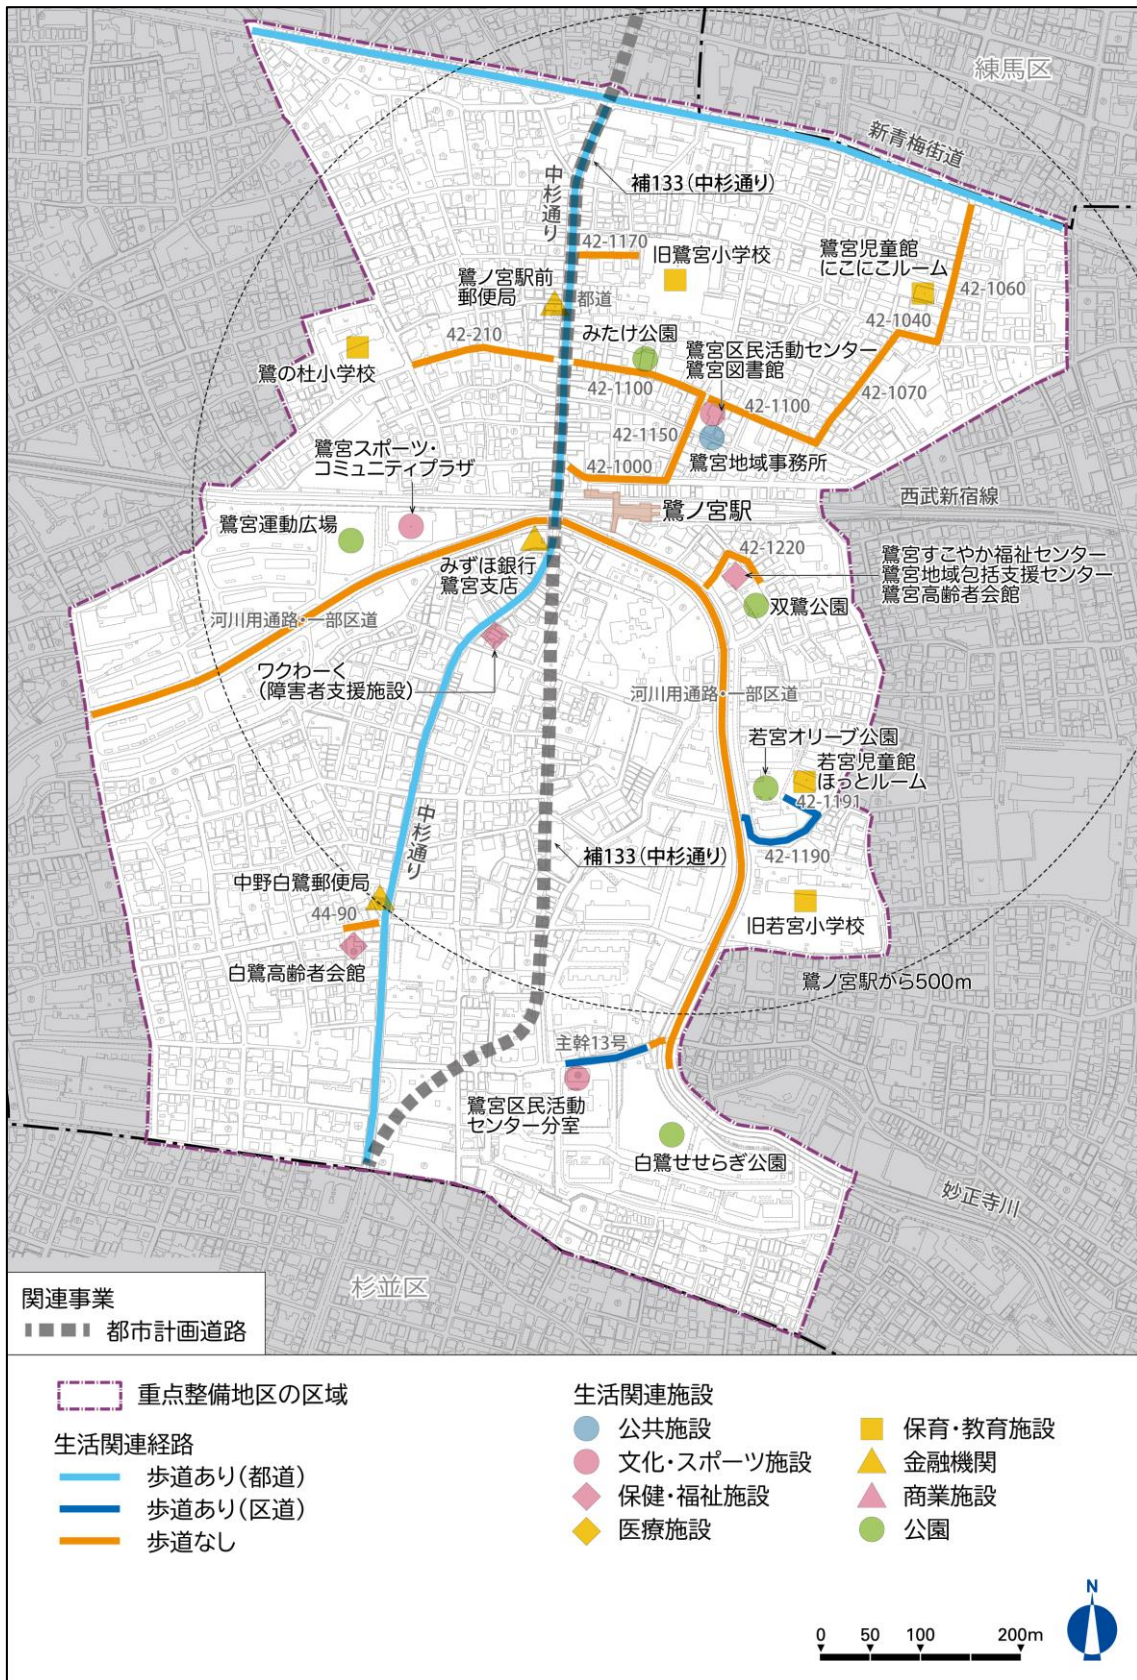 練馬区
新青梅街道
中杉通り
補133(中杉通り)
42-1170
旧鷺宮小学校
鷺宮児童館
にこにこルーム
42-1060
鷺ノ宮駅前
郵便局
都道
42-1040
42-210
みたけ公園
鷺宮区民活動センター
鷺宮図書館
鷺の杜小学校
42-1100
42-1100
42-1070
42-1150
鷺宮スポーツ・
コミュニティプラザ
42-1000
鷺宮地域事務所
鷺ノ宮駅
西武新宿線
鷺宮運動広場
42-1220
みずほ銀行
鷺宮支店
鷺宮すこやか福祉センター
鷺宮地域包括支援センター
鷺宮高齢者会館
双鷺公園
河川用通路・一部区道
ワクわーく
(障害者支援施設)
河川用通路・一部区道
若宮オリーブ公園
若宮児童館
ほっとルーム
42-1191
中杉通り
補133(中杉通り)
42-1190
中野白鷺郵便局
44-90
旧若宮小学校
白鷺高齢者会館
鷺ノ宮駅から500m
主幹13号
鷺宮区民活動
センター分室
白鷺せせらぎ公園
妙正寺川
杉並区
関連事業
都市計画道路
重点整備地区の区域
生活関連経路
歩道あり(都道)
歩道あり(区道)
歩道なし
生活関連施設
公共施設
保育・教育施設
文化・スポーツ施設
金融機関
保健・福祉施設
商業施設
医療施設
公園
N
0 50 100 200m